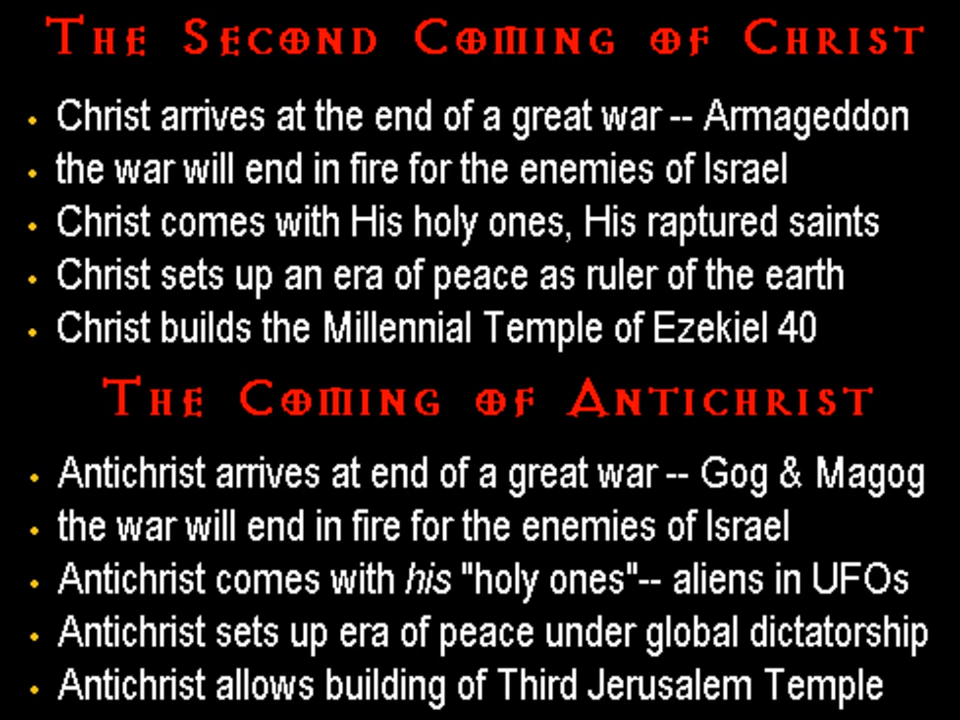 The Second Coming of Christ
• Christ arrives at the end of a great war -- Armageddon
• the war will end in fire for the enemies of Israel
• Christ comes with His holy ones, His raptured saints
• Christ sets up an era of peace as ruler of the earth
• Christ builds the Millennial Temple of Ezekiel 40
The Coming of Antichrist
• Antichrist arrives at end of a great war -- Gog & Magog
• the war will end in fire for the enemies of Israel
• Antichrist comes with his "holy ones"-- aliens in UFOs
• Antichrist sets up era of peace under global dictatorship
• Antichrist allows building of Third Jerusalem Temple